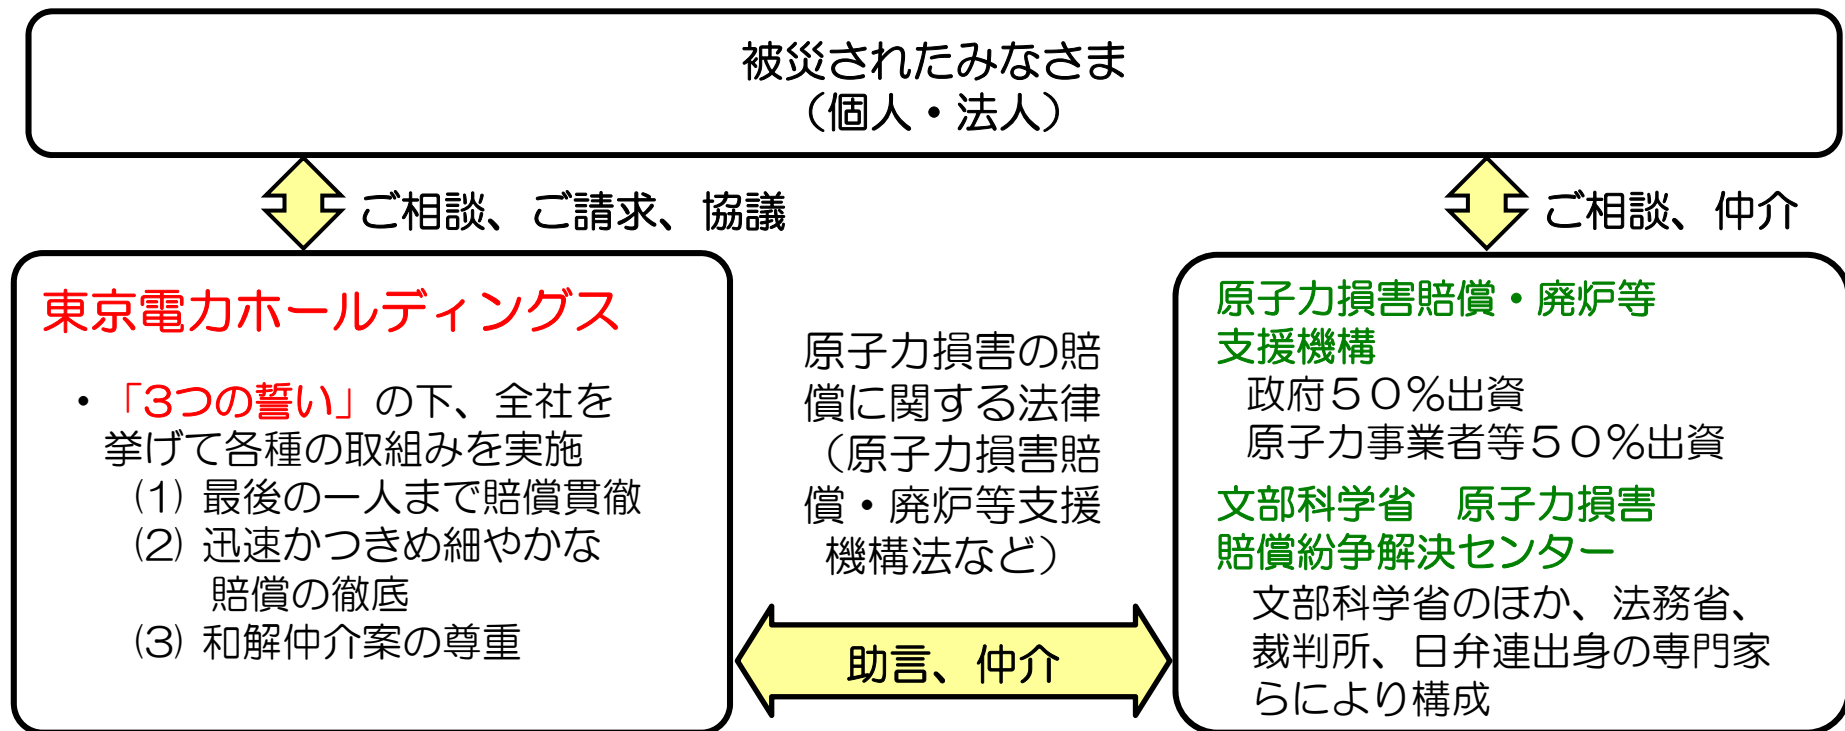 被災されたみなさま
（個人・法人）
ご相談、ご請求、協議
ご相談、仲介
東京電力ホールディングス
・「3つの誓い」の下、全社を
挙げて各種の取組みを実施
(1) 最後の一人まで賠償貫徹
(2) 迅速かつきめ細やかな
賠償の徹底
(3) 和解仲介案の尊重
原子力損害の賠
償に関する法律
（原子力損害賠
償・廃炉等支援
機構法など）
助言、仲介
原子力損害賠償・廃炉等
支援機構
政府５０％出資
原子力事業者等５０％出資
文部科学省　原子力損害
賠償紛争解決センター
文部科学省のほか、法務省、
裁判所、日弁連出身の専門家
らにより構成